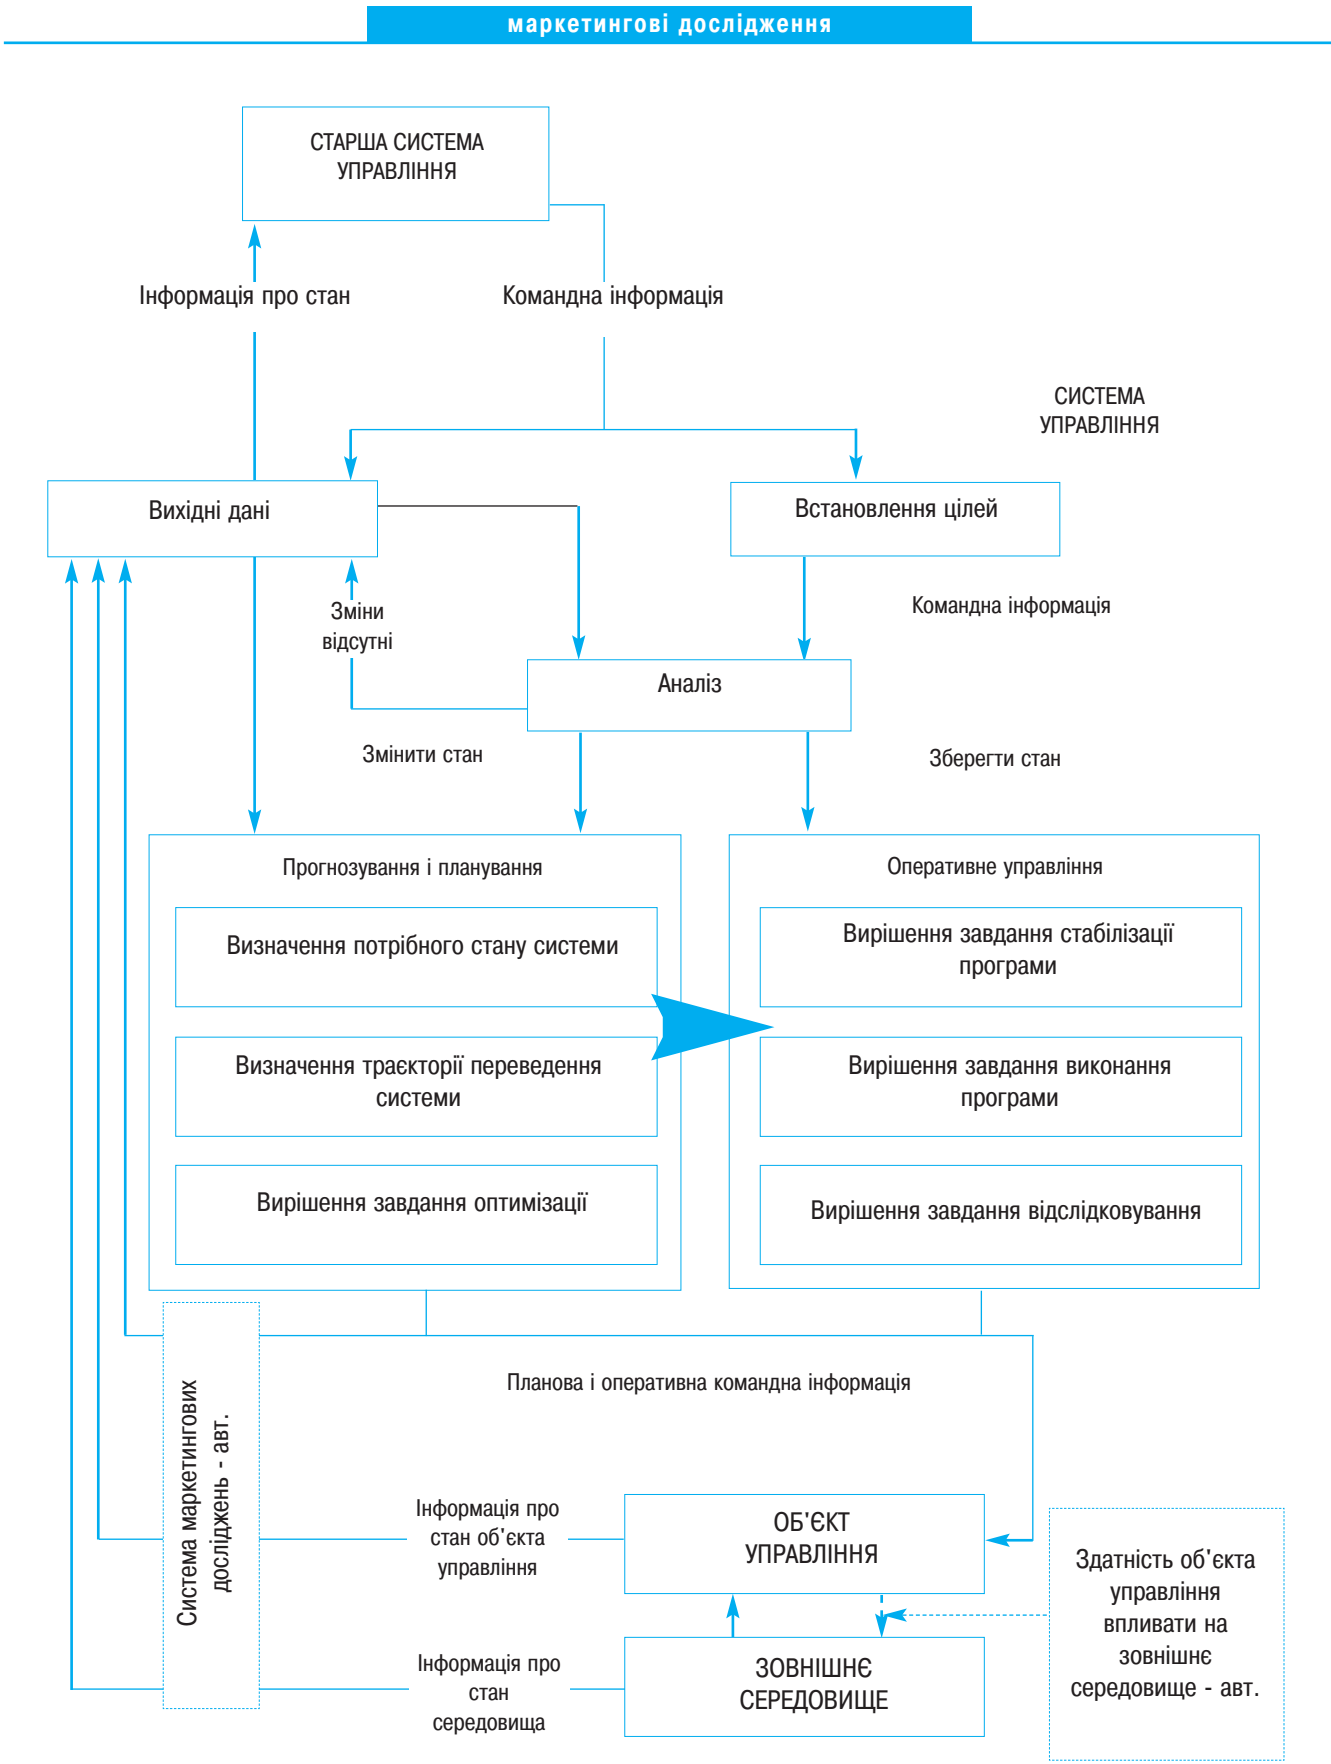 маркетингові дослідження
СТАРША СИСТЕМА
УПРАВЛІННЯ
Інформація про стан
Командна інформація
СИСТЕМА
УПРАВЛІННЯ
Вихідні дані
Встановлення цілей
Зміни
відсутні
Командна інформація
Аналіз
Змінити стан
Зберегти стан
Прогнозування і планування
Оперативне управління
Визначення потрібного стану системи
Вирішення завдання стабілізації
програми
Визначення траєкторії переведення
системи
Вирішення завдання виконання
програми
Вирішення завдання оптимізації
Вирішення завдання відслідковування
Система маркетингових
досліджень - авт.
Планова і оперативна командна інформація
Інформація про
стан об'єкта
управління
ОБ'ЄКТ
УПРАВЛІННЯ
Здатність об'єкта
управління
впливати на
зовнішнє
середовище - авт.
Інформація про
стан
середовища
ЗОВНІШНЄ
СЕРЕДОВИЩЕ